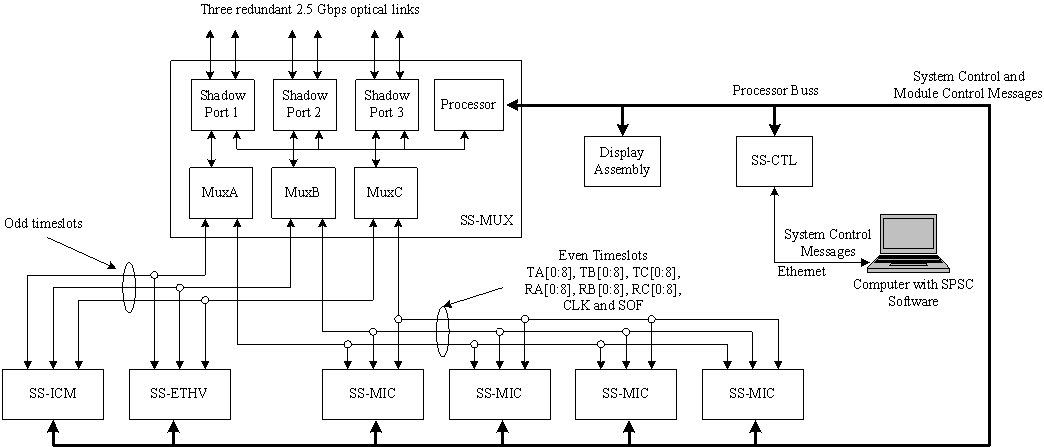 Three redundant 2.5 Gbps optical links
System Control and
Module Control Messages
Processor Buss
Shadow
Port 1
Shadow
Port 2
Shadow
Port 3
Processor
Display
Assembly
SS-CTL
MuxA
MuxB
MuxC
SS-MUX
Odd timeslots
System Control
Messages
Ethernet
Even Timeslots
TA[0:8], TB[0:8], TC[0:8],
RA[0:8], RB[0:8], RC[0:8],
CLK and SOF
Computer with SPSC
Software
SS-ICM
SS-ETHV
SS-MIC
SS-MIC
SS-MIC
SS-MIC